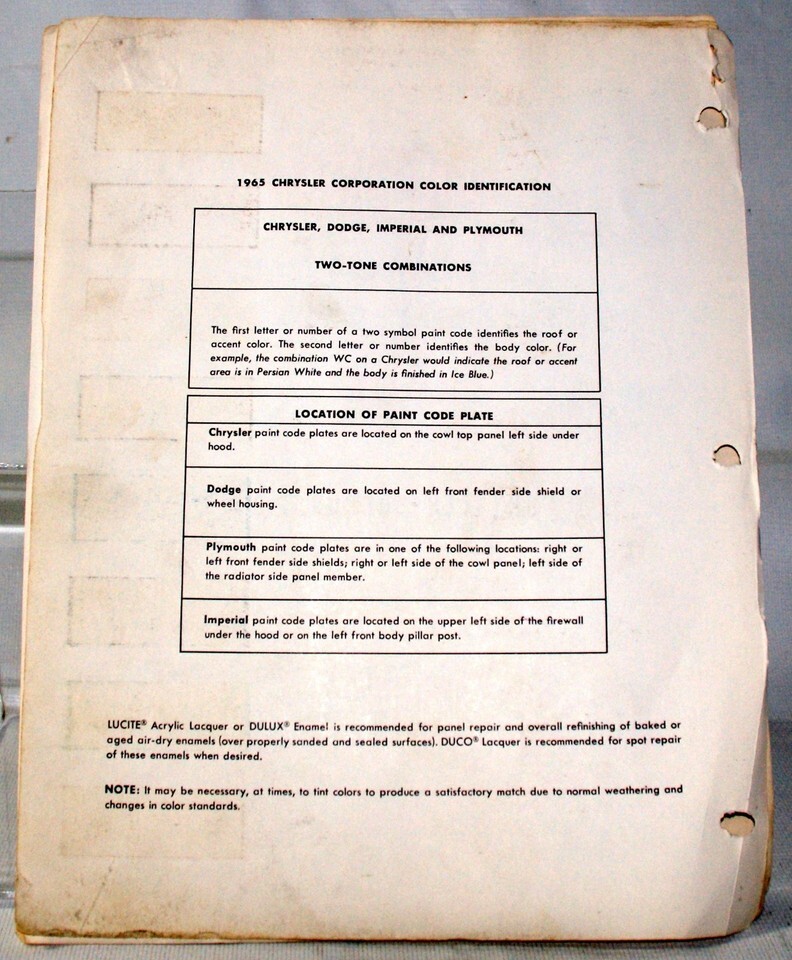 1965 CHRYSLER CORPORATION COLOR IDENTIFICATION
CHRYSLER, DODGE, IMPERIAL AND PLYMOUTH
TWO-TONE COMBINATIONS
The first letter or number of a two symbol paint code identifies the roof or
accent color. The second letter or number identifies the body color. (For
example, the combination WC on a Chrysler would indicate the roof or accent
area is in Persian White and the body is finished in Ice Blue.)
LOCATION OF PAINT CODE PLATE
Chrysler paint code plates are located on the cowl top panel left side under
hood.
Dodge paint code plates are located on left front fender side shield or
wheel housing.
Plymouth paint code plates are in one of the following locations: right or
left front fender side shields; right or left side of the cowl panel; left side of
the radiator side panel member.
Imperial paint code plates are located on the upper left side of the firewall
under the hood or on the left front body pillar post.
LUCITE® Acrylic Lacquer or DULUX® Enamel is recommended for panel repair and overall refinishing of baked or
aged air-dry enamels (over properly sanded and sealed surfaces). DUCO® Lacquer is recommended for spot repair
of these enamels when desired.
NOTE: It may be necessary, at times, to tint colors to produce a satisfactory match due to normal weathering and
changes in color standards.